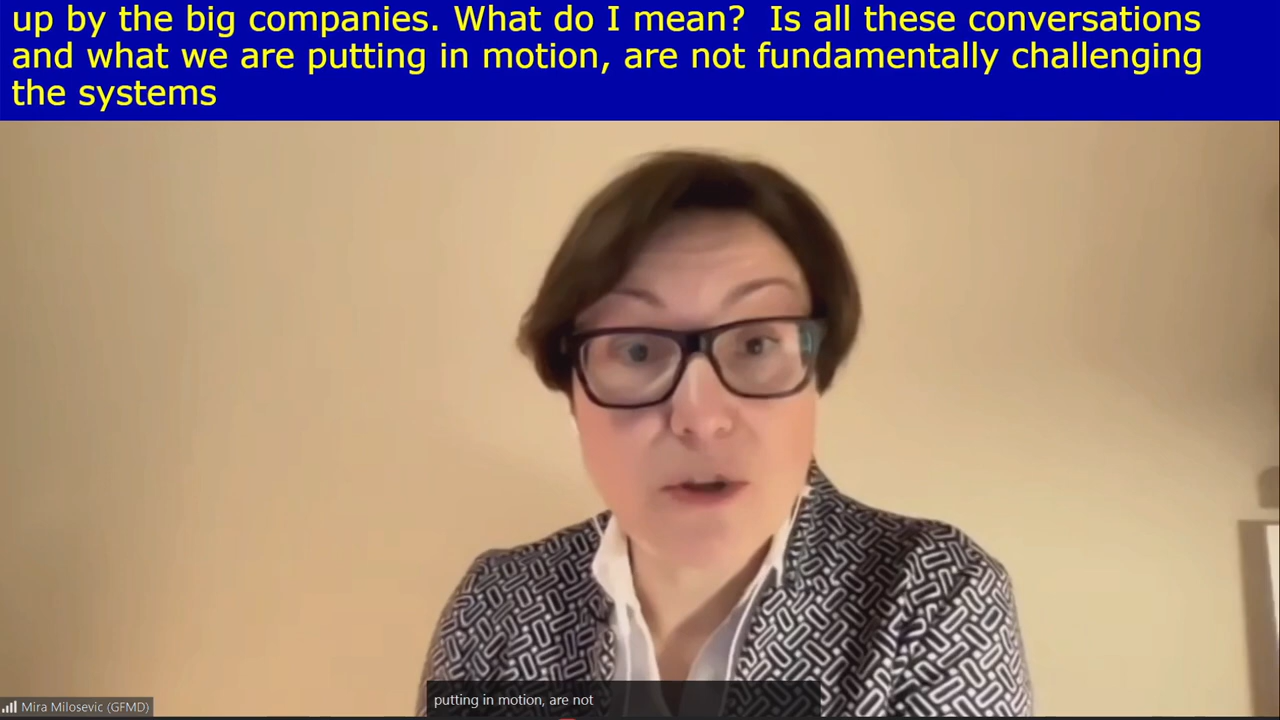 up by the big companies. What do I mean?  Is all these conversations
and what we are putting in motion, are not fundamentally challenging
the systems
putting in motion, are not
Mira Milosevic (GFMD)